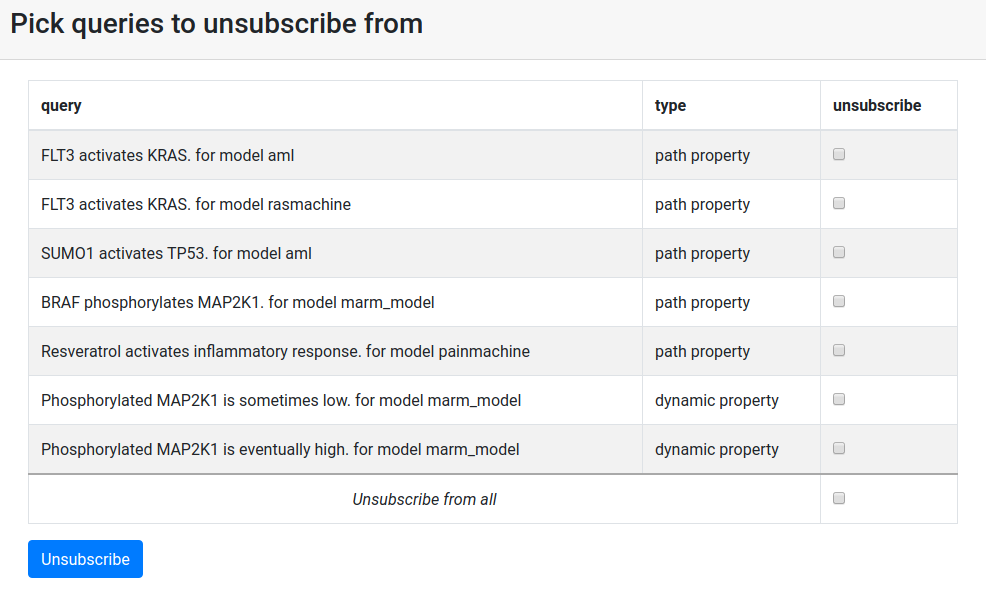 Pick queries to unsubscribe from
query type unsubscribe
FLT3 activates KRAS. for model aml path property
FLT3 activates KRAS. for model rasmachine path property
SUMO1 activates TP53. for model aml path property
BRAF phosphorylates MAP2K1. for model marm_model path property
Resveratrol activates inflammatory response. for model painmachine path property
Phosphorylated MAP2K1 is sometimes low. for model marm_model dynamic property
Phosphorylated MAP2K1 is eventually high. for model marm_model dynamic property
Unsubscribe from all
Unsubscribe